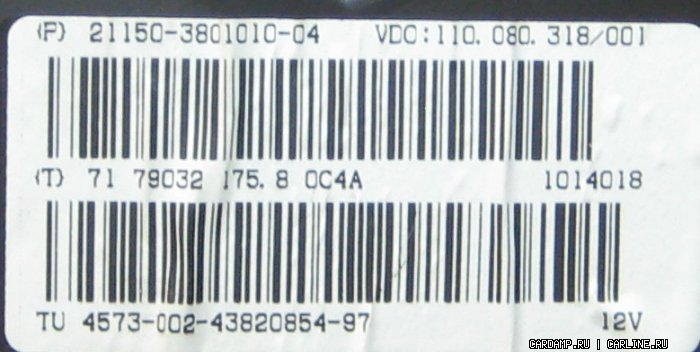 (P) 21150-3801010-04 VDO:110.080.318/001
(T) 71 79032 175.8 0C4A 1014018
TU 4573-002-43820854-97 12V
CARDAMP.RU | CARLINE.RU